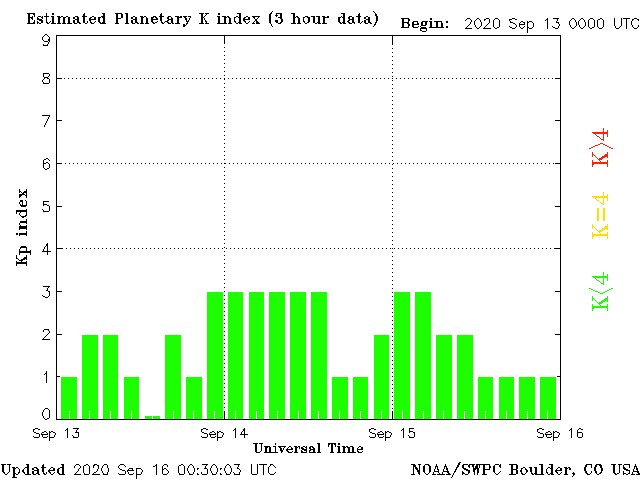 Estimated Planetary K index (3 hour data)
Begin: 2020 Sep 13 0000 UTC
9
8
7
6
5
4
3
2
1
0
Kp index
Sep 13
Sep 14
Sep 15
Sep 16
Universal Time
K>4
K=4
K<4
Updated 2020 Sep 16 00:30:03 UTC
NOAA/SWPC Boulder, CO USA